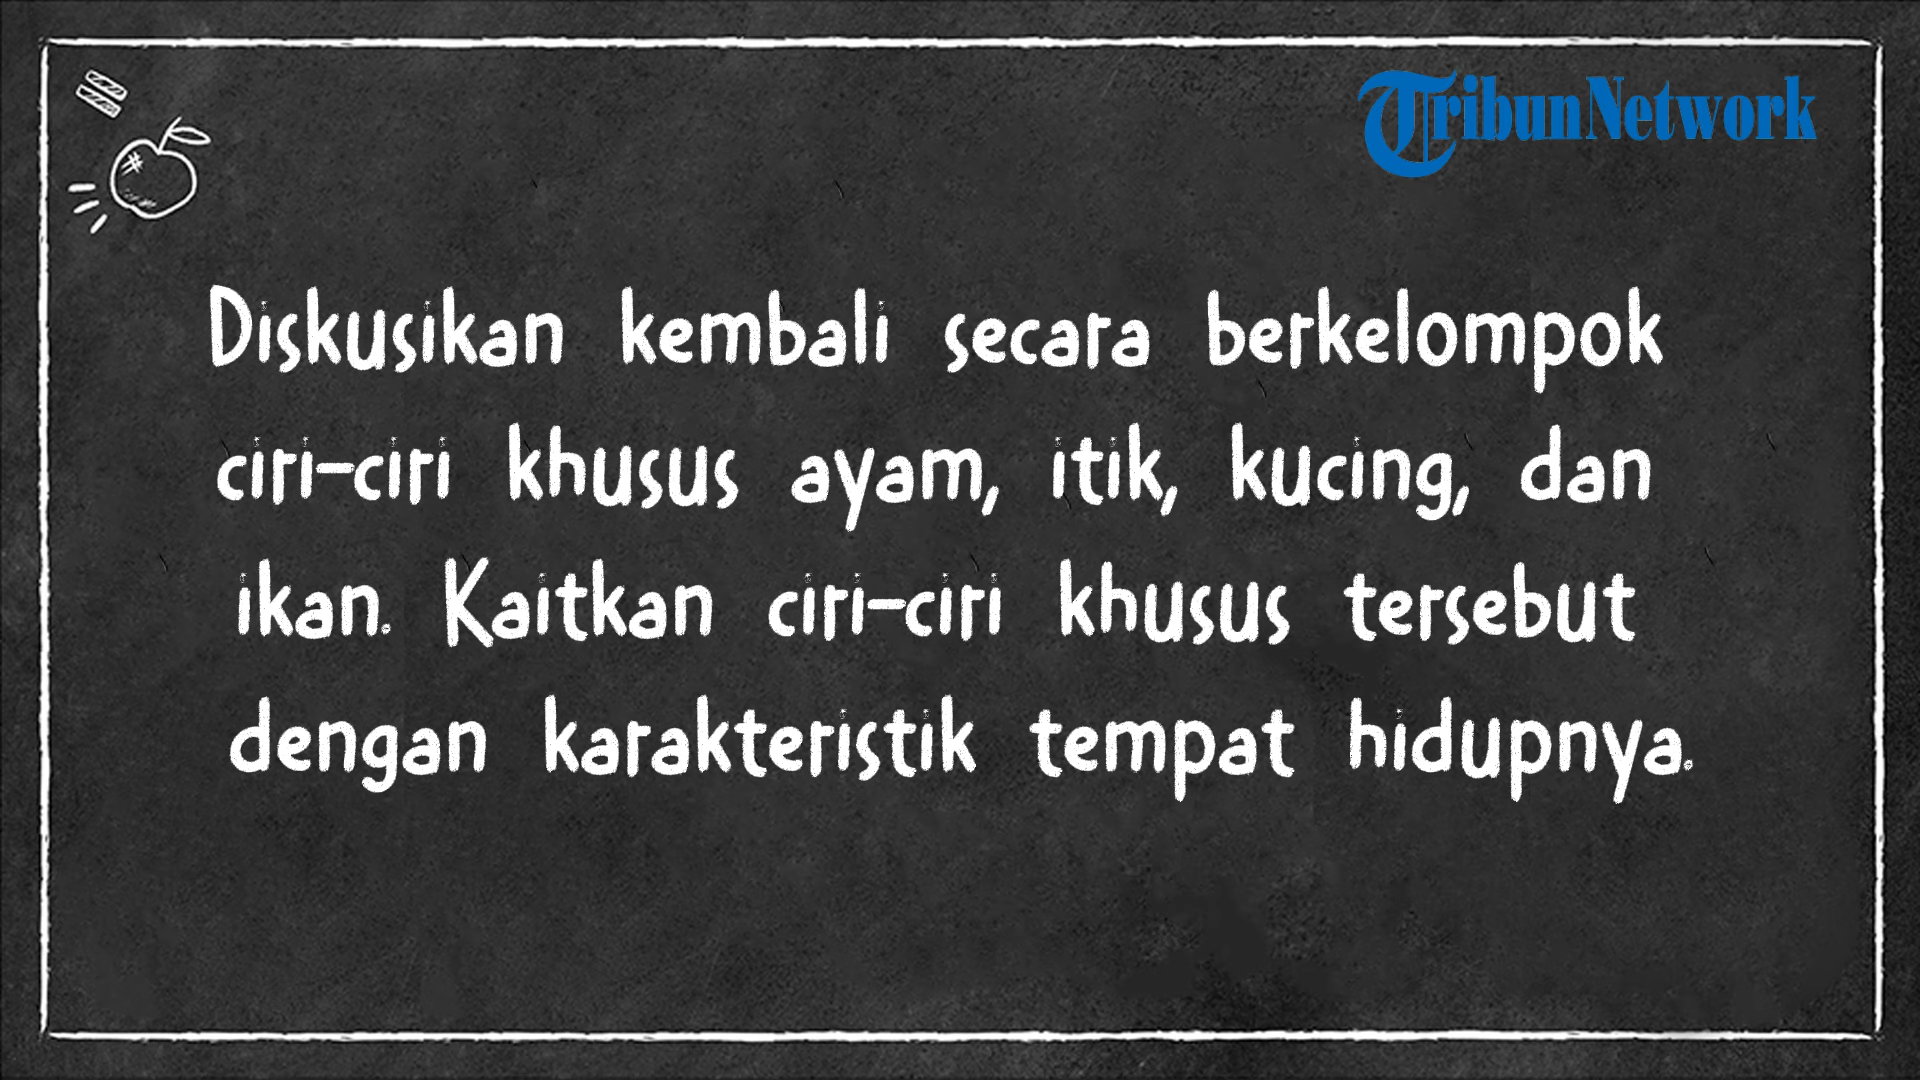 TribunNetwork
Diskusikan kembali secara berkelompok
ciri-ciri khusus ayam, itik, kucing, dan
ikan. Kaitkan ciri-ciri khusus tersebut
dengan karakteristik tempat hidupnya.